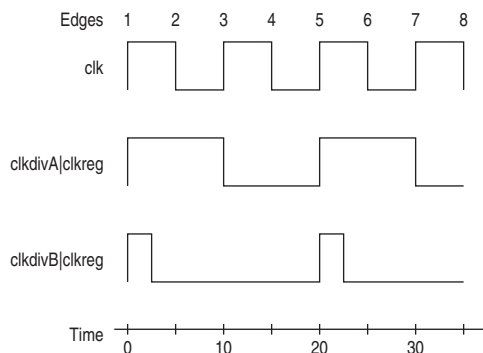 Edges 1 2 3 4 5 6 7 8
clk
clkdivA|clkreg
clkdivB|clkreg
Time
0 10 20 30